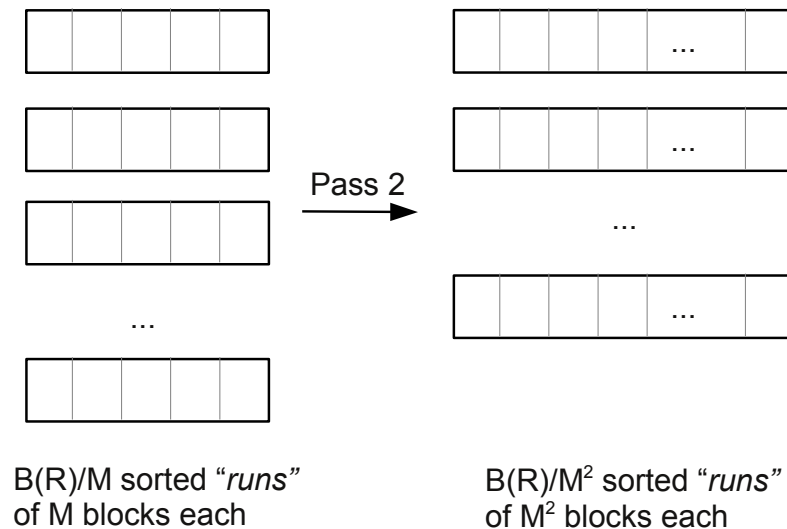 ...
...
Pass 2
...
...
...
B(R)/M sorted “runs”
of M blocks each
B(R)/M² sorted “runs”
of M² blocks each